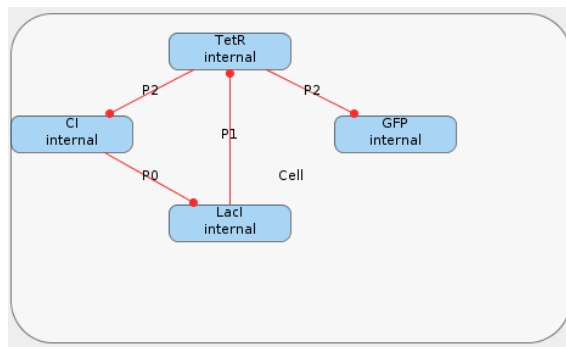 TetR
internal
P2
P2
CI
internal
GFP
internal
P1
P0
Cell
LacI
internal